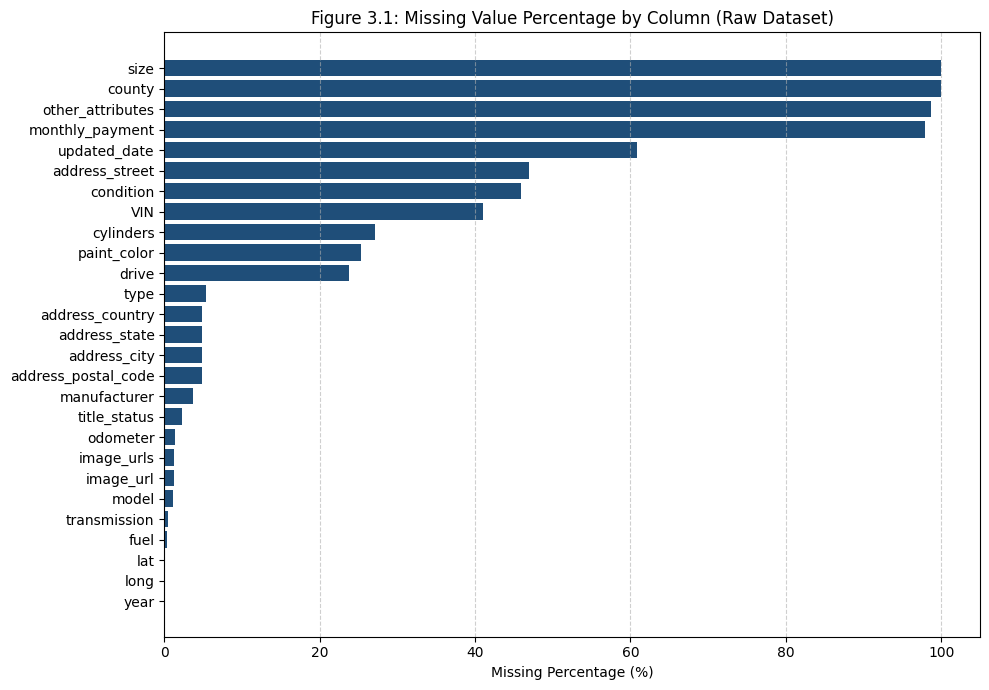 Figure 3.1: Missing Value Percentage by Column (Raw Dataset)
size
county
other_attributes
monthly_payment
updated_date
address_street
condition
VIN
cylinders
paint_color
drive
type
address_country
address_state
address_city
address_postal_code
manufacturer
title_status
odometer
image_urls
image_url
model
transmission
fuel
lat
long
year
0 20 40 60 80 100
Missing Percentage (%)